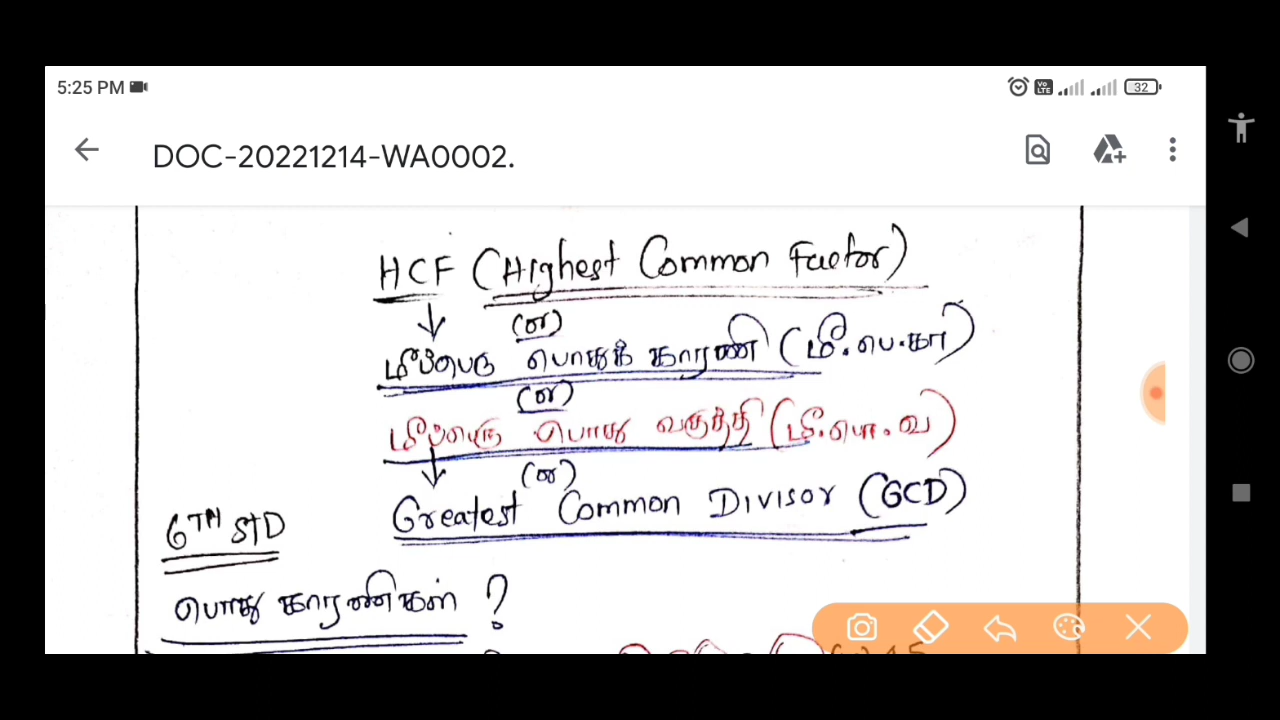 5:25 PM
32
DOC-20221214-WA0002.
HCF (Highest Common Factor)
(or)
மீப்பெரு பொதுக் காரணி (மீ.பெ.கா)
(or)
மீப்பெரு பொது வகுத்தி (மீ.பொ.வ)
(or)
Greatest Common Divisor (GCD)
6TH STD
பொது காரணிகள் ?